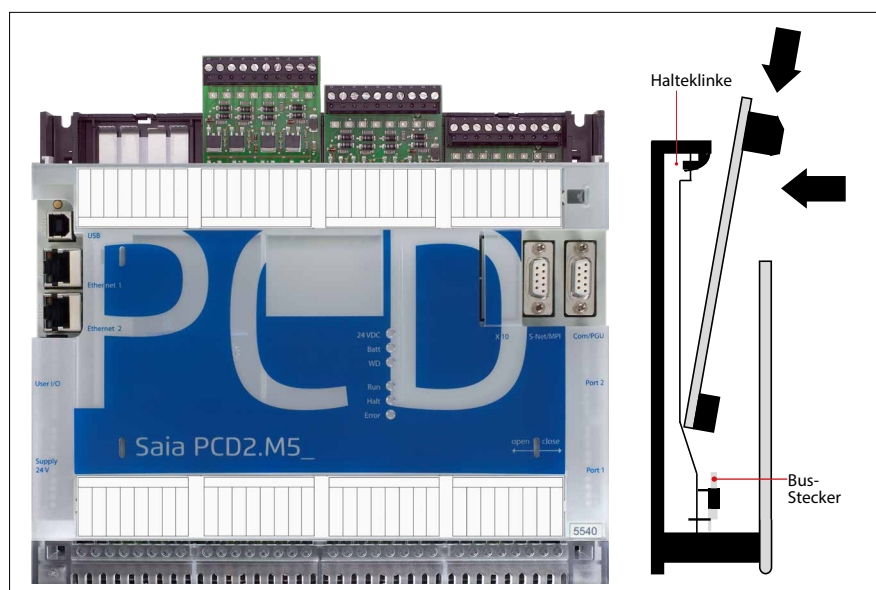 Halteklinke
USB
Ethernet 1
Ethernet 2
PCD
24 VDC
Batt
WD
Run
Halt
Error
X 10
S-Net/MPI
Com/PGU
User I/O
Port 2
Saia PCD2.M5_
open
close
Supply
24 V
Port 1
5540
Bus-
Stecker